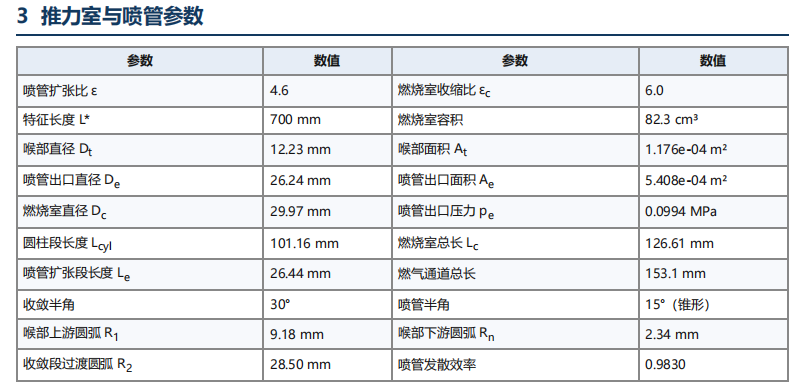 3 推力室与喷管参数
参数 数值 参数 数值
喷管扩张比 ε 4.6 燃烧室收缩比 εc 6.0
特征长度 L* 700 mm 燃烧室容积 82.3 cm³
喉部直径 Dt 12.23 mm 喉部面积 At 1.176e-04 m²
喷管出口直径 De 26.24 mm 喷管出口面积 Ae 5.408e-04 m²
燃烧室直径 Dc 29.97 mm 喷管出口压力 pe 0.0994 MPa
圆柱段长度 Lcyl 101.16 mm 燃烧室总长 Lc 126.61 mm
喷管扩张段长度 Le 26.44 mm 燃气通道总长 153.1 mm
收敛半角 30° 喷管半角 15°（锥形）
喉部上游圆弧 R1 9.18 mm 喉部下游圆弧 Rn 2.34 mm
收敛段过渡圆弧 R2 28.50 mm 喷管发散效率 0.9830